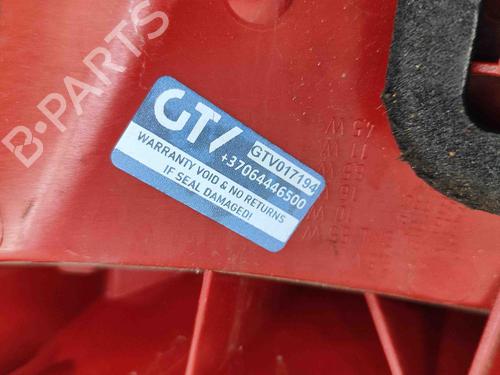 B-PARTS
GTV
GTV017194
+37064446500
WARRANTY VOID & NO RETURNS
IF SEAL DAMAGED!